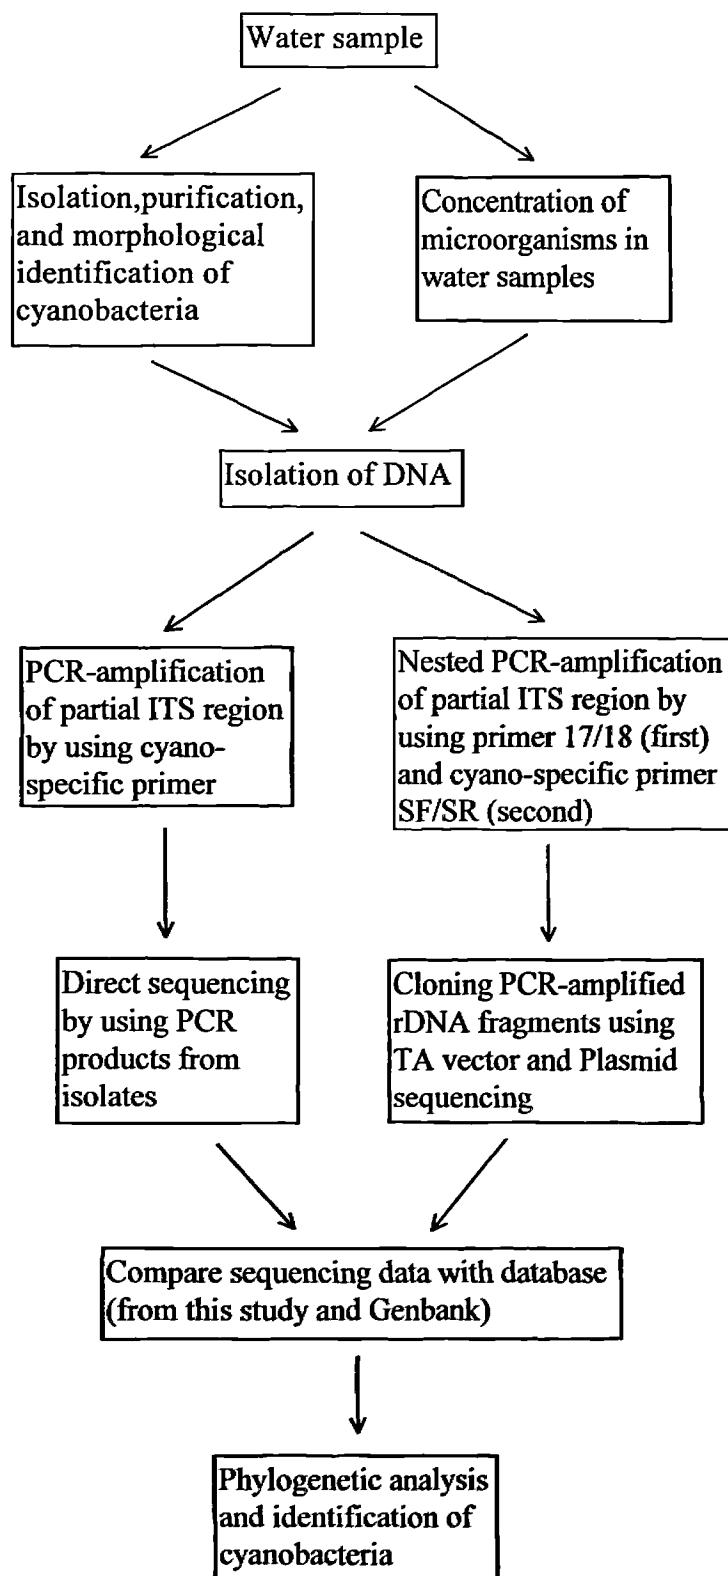 Water sample
Isolation,purification,
and morphological
identification of
cyanobacteria
Concentration of
microorganisms in
water samples
Isolation of DNA
PCR-amplification
of partial ITS region
by using cyano-
specific primer
Nested PCR-amplification
of partial ITS region by
using primer 17/18 (first)
and cyano-specific primer
SF/SR (second)
Direct sequencing
by using PCR
products from
isolates
Cloning PCR-amplified
rDNA fragments using
TA vector and Plasmid
sequencing
Compare sequencing data with database
(from this study and Genbank)
Phylogenetic analysis
and identification of
cyanobacteria